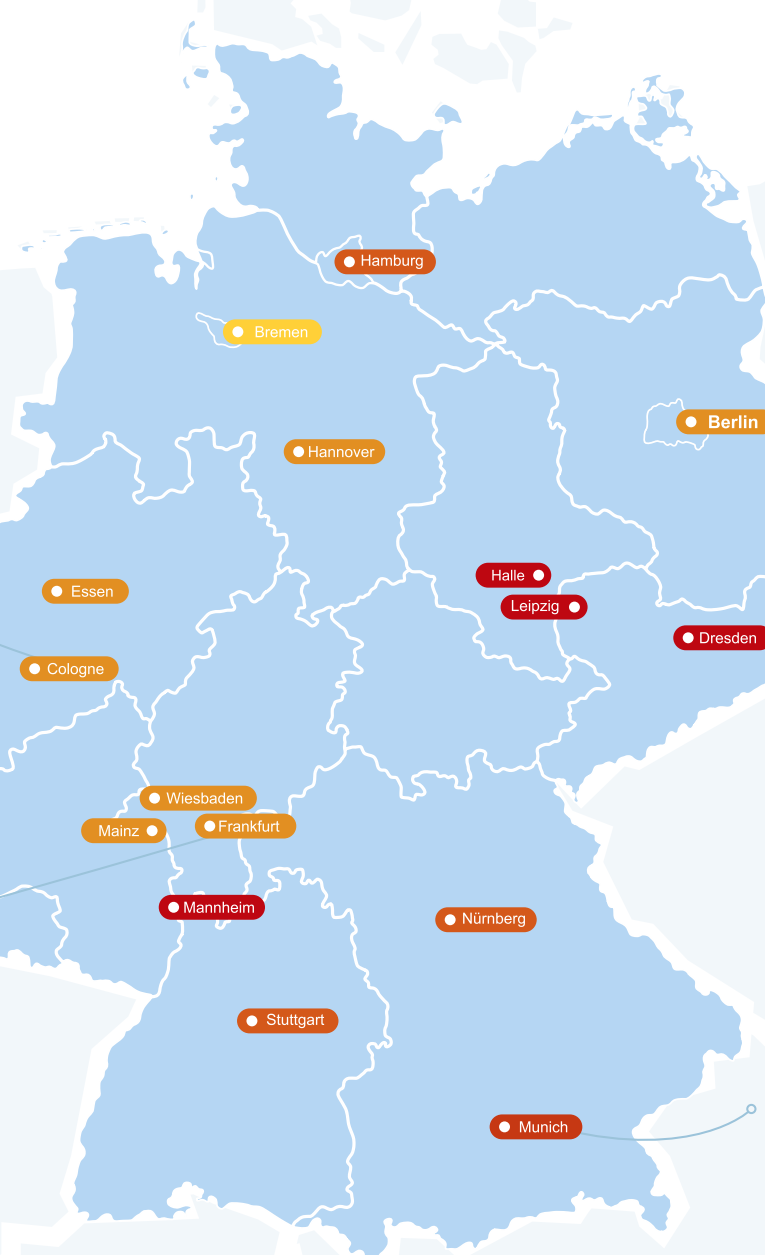 Hamburg
Bremen
Berlin
Hannover
Halle
Essen
Leipzig
Dresden
Cologne
Wiesbaden
Mainz
Frankfurt
Mannheim
Nürnberg
Stuttgart
Munich